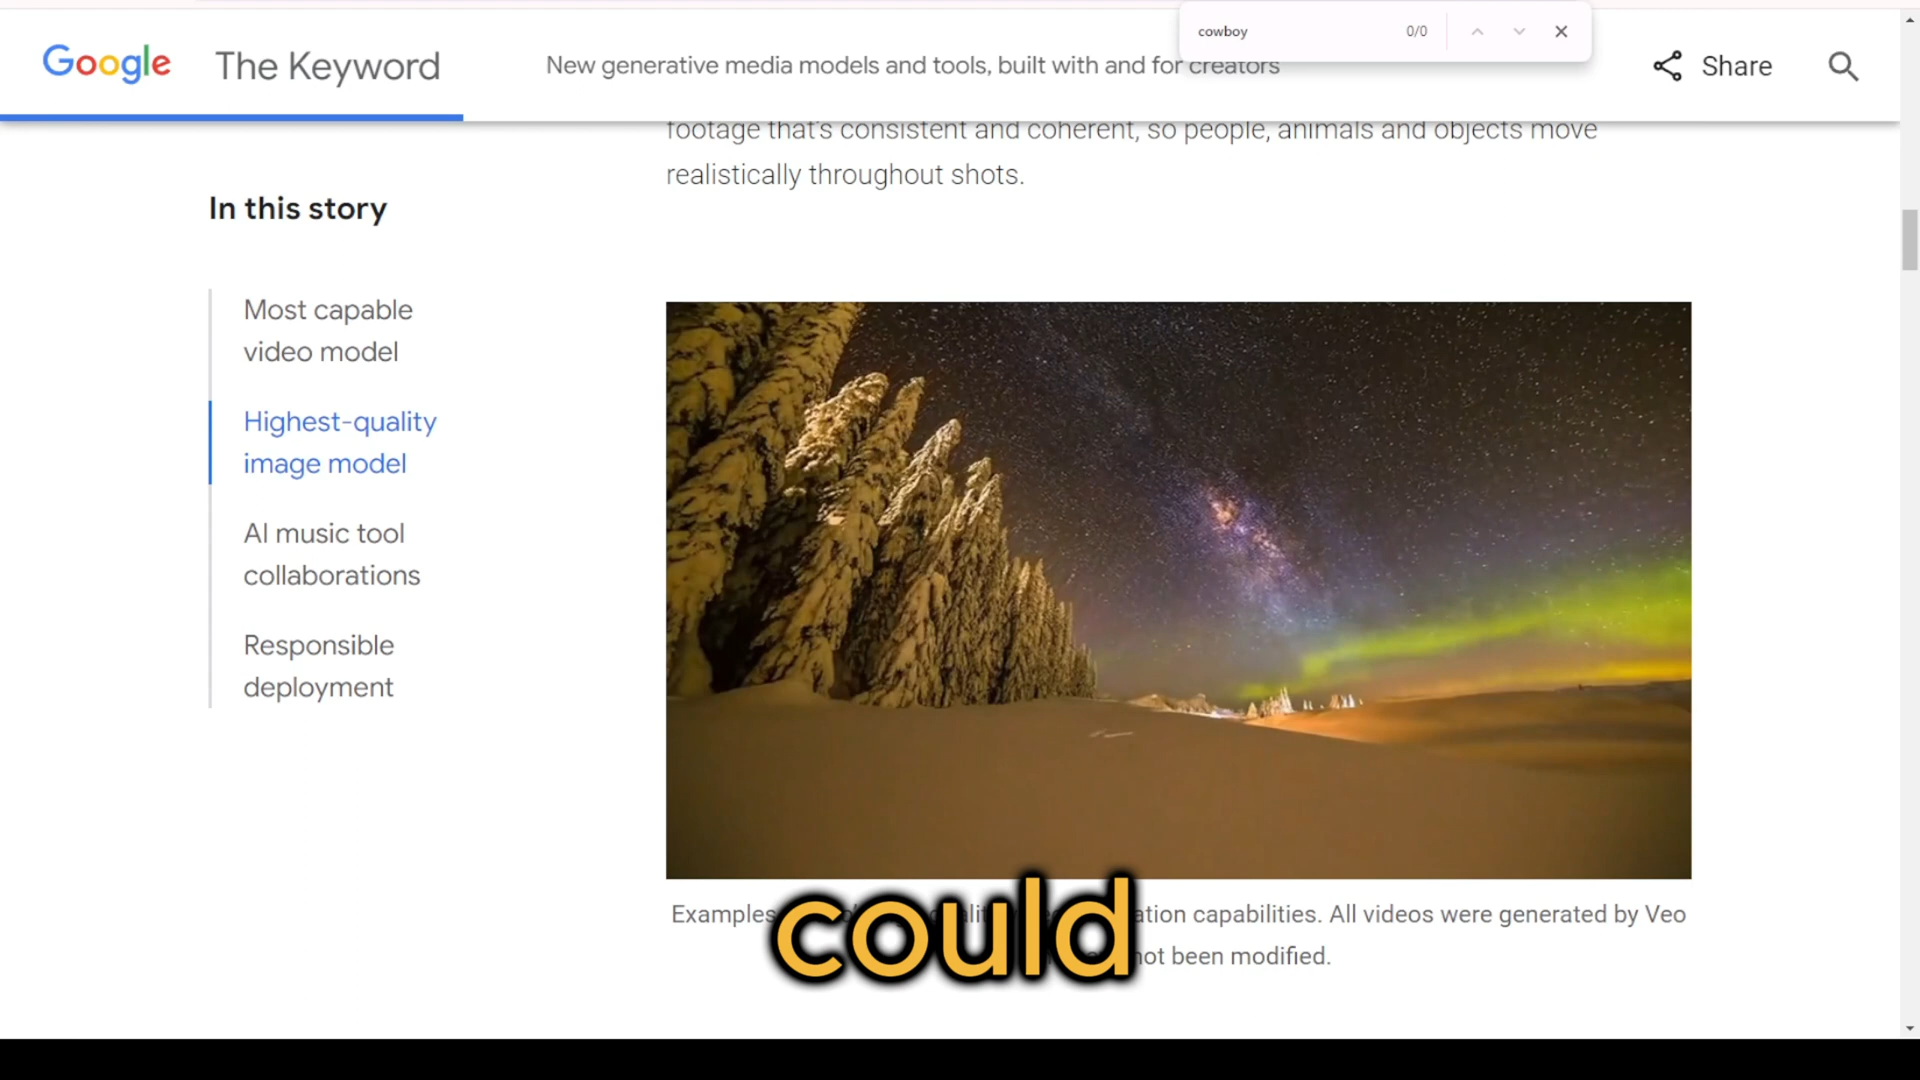 cowboy
0/0
Google The Keyword
New generative media models and tools, built with and for creators
Share
footage that's consistent and coherent, so people, animals and objects move
realistically throughout shots.
In this story
Most capable
video model
Highest-quality
image model
AI music tool
collaborations
Responsible
deployment
Examples
capabilities. All videos were generated by Veo
not been modified.
could